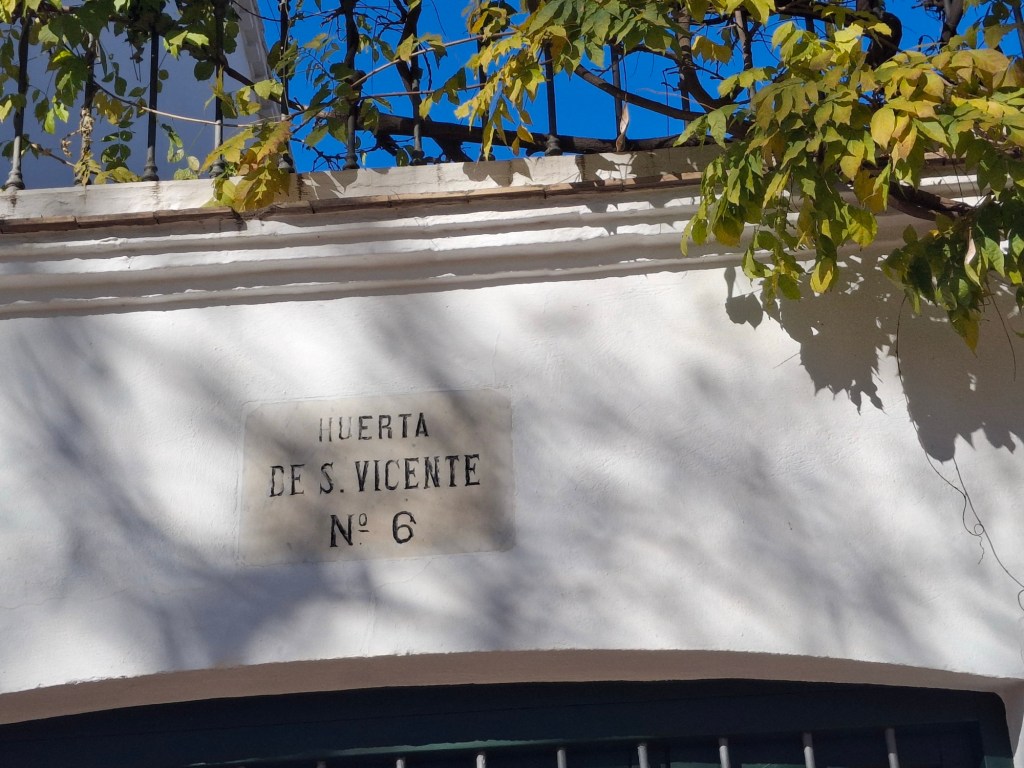 HUERTA
DE S. VICENTE
Nº 6